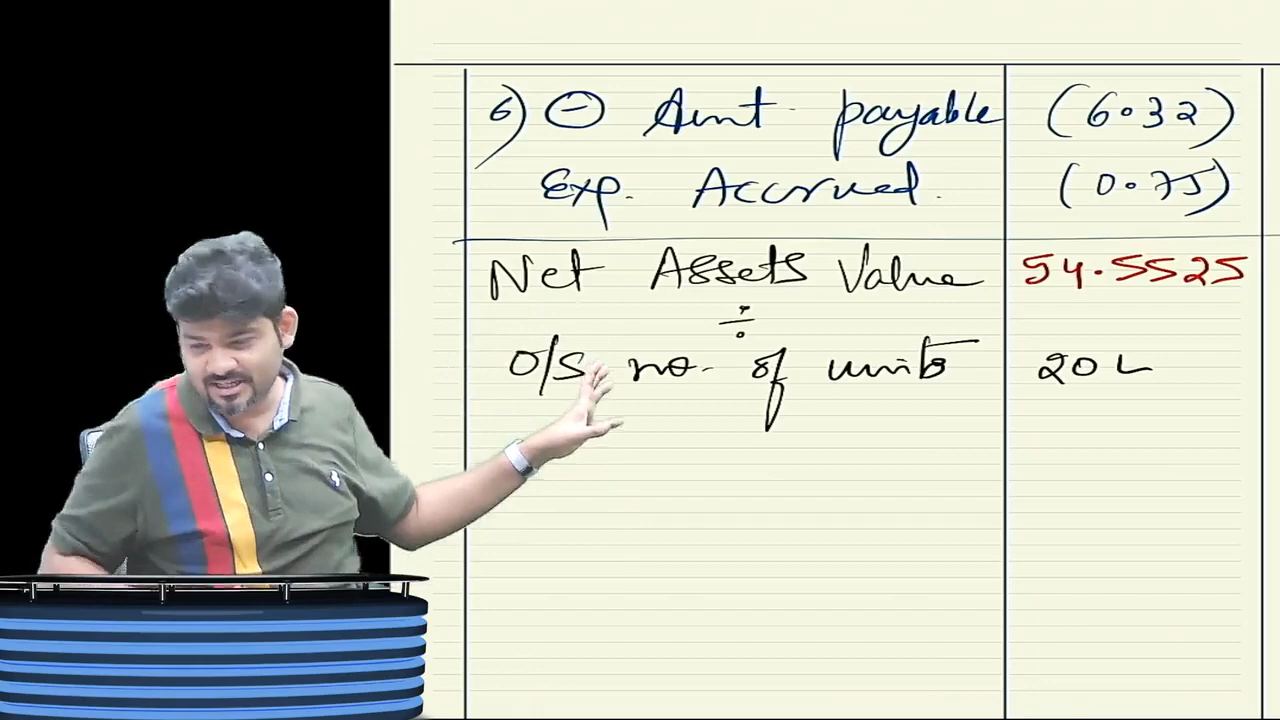 6) ⊖ Amt. payable (6.32)
Exp. Accrued. (0.75)
Net Assets Value 54.5525
÷
O/S no. of units 20 L